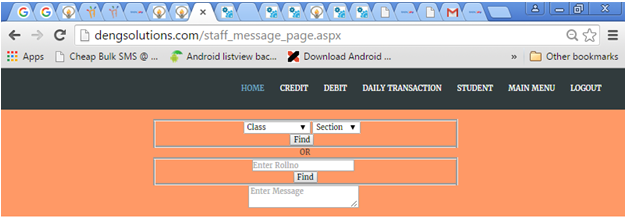 dengsolutions.com/staff_message_page.aspx
Apps Cheap Bulk SMS @ ... Android listview bac... Download Android ... » Other bookmarks
HOME CREDIT DEBIT DAILY TRANSACTION STUDENT MAIN MENU LOGOUT
Class Section
Find
OR
Enter Rollno
Find
Enter Message